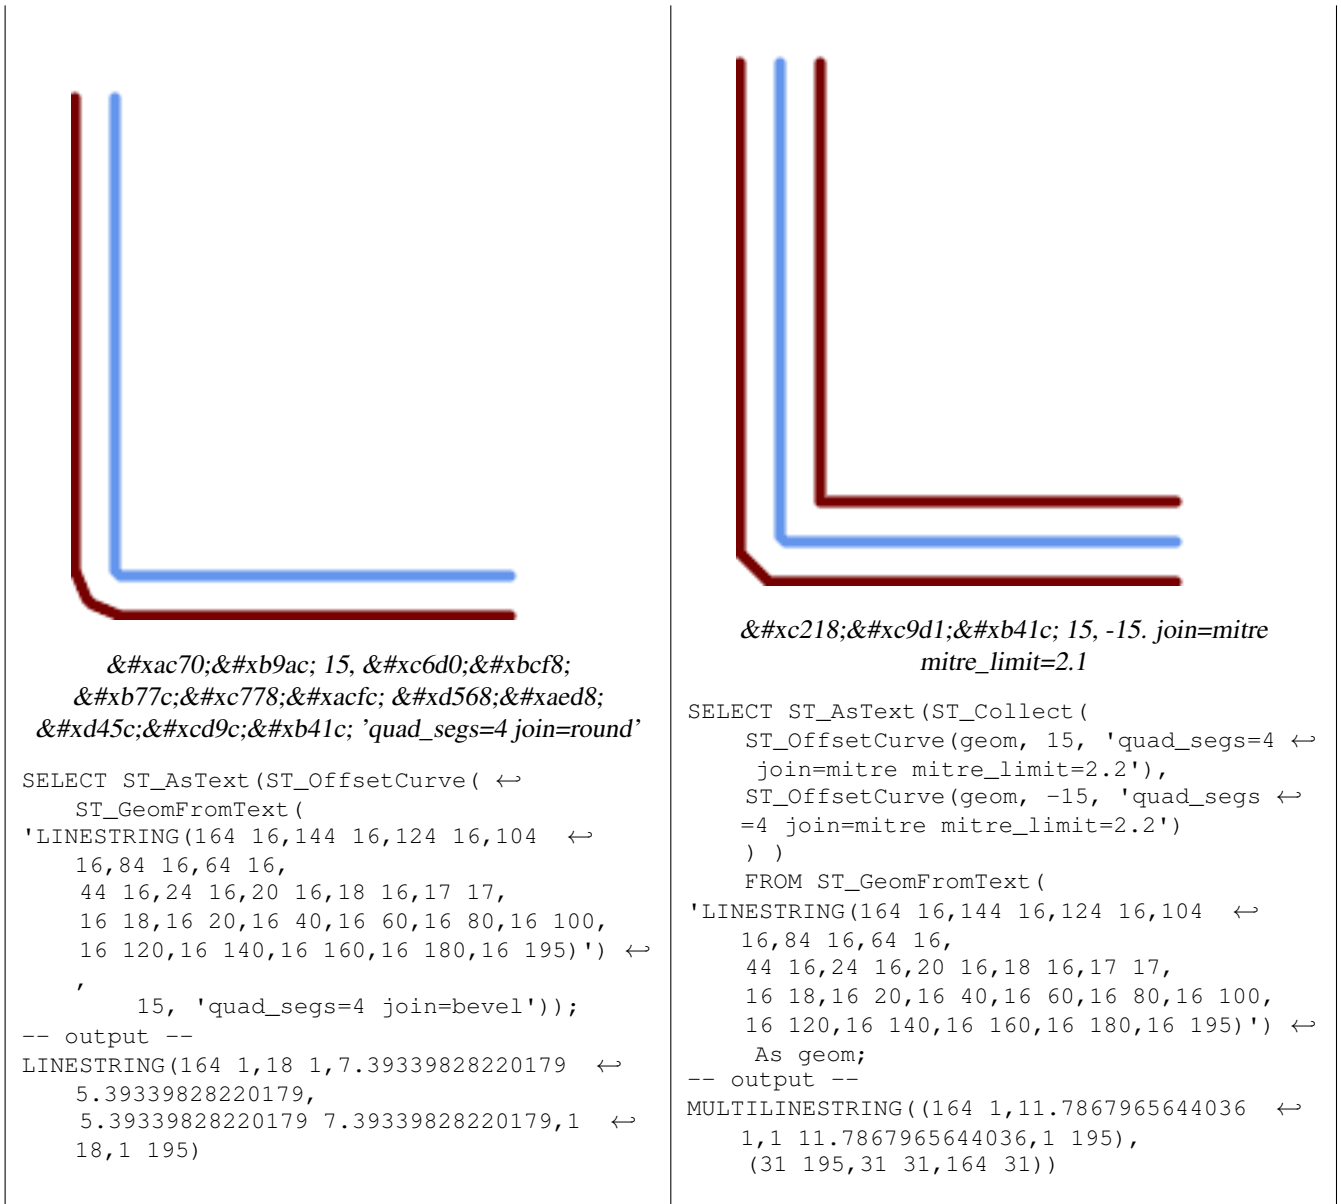 &#xac70;&#xb9ac; 15, &#xc6d0;&#xbcf8;
&#xb77c;&#xc778;&#xacfc; &#xd568;&#xaed8;
&#xd45c;&#xcd9c;&#xb41c; ’quad_segs=4 join=round’
SELECT ST_AsText(ST_OffsetCurve( ↩
ST_GeomFromText(
'LINESTRING(164 16,144 16,124 16,104 ↩
16,84 16,64 16,
44 16,24 16,20 16,18 16,17 17,
16 18,16 20,16 40,16 60,16 80,16 100,
16 120,16 140,16 160,16 180,16 195)') ↩
,
15, 'quad_segs=4 join=bevel'));
-- output --
LINESTRING(164 1,18 1,7.39339828220179 ↩
5.39339828220179,
5.39339828220179 7.39339828220179,1 ↩
18,1 195)
&#xc218;&#xc9d1;&#xb41c; 15, -15. join=mitre
mitre_limit=2.1
SELECT ST_AsText(ST_Collect(
ST_OffsetCurve(geom, 15, 'quad_segs=4 ↩
join=mitre mitre_limit=2.2'),
ST_OffsetCurve(geom, -15, 'quad_segs ↩
=4 join=mitre mitre_limit=2.2')
) )
FROM ST_GeomFromText(
'LINESTRING(164 16,144 16,124 16,104 ↩
16,84 16,64 16,
44 16,24 16,20 16,18 16,17 17,
16 18,16 20,16 40,16 60,16 80,16 100,
16 120,16 140,16 160,16 180,16 195)') ↩
As geom;
-- output --
MULTILINESTRING((164 1,11.7867965644036 ↩
1,1 11.7867965644036,1 195),
(31 195,31 31,164 31))